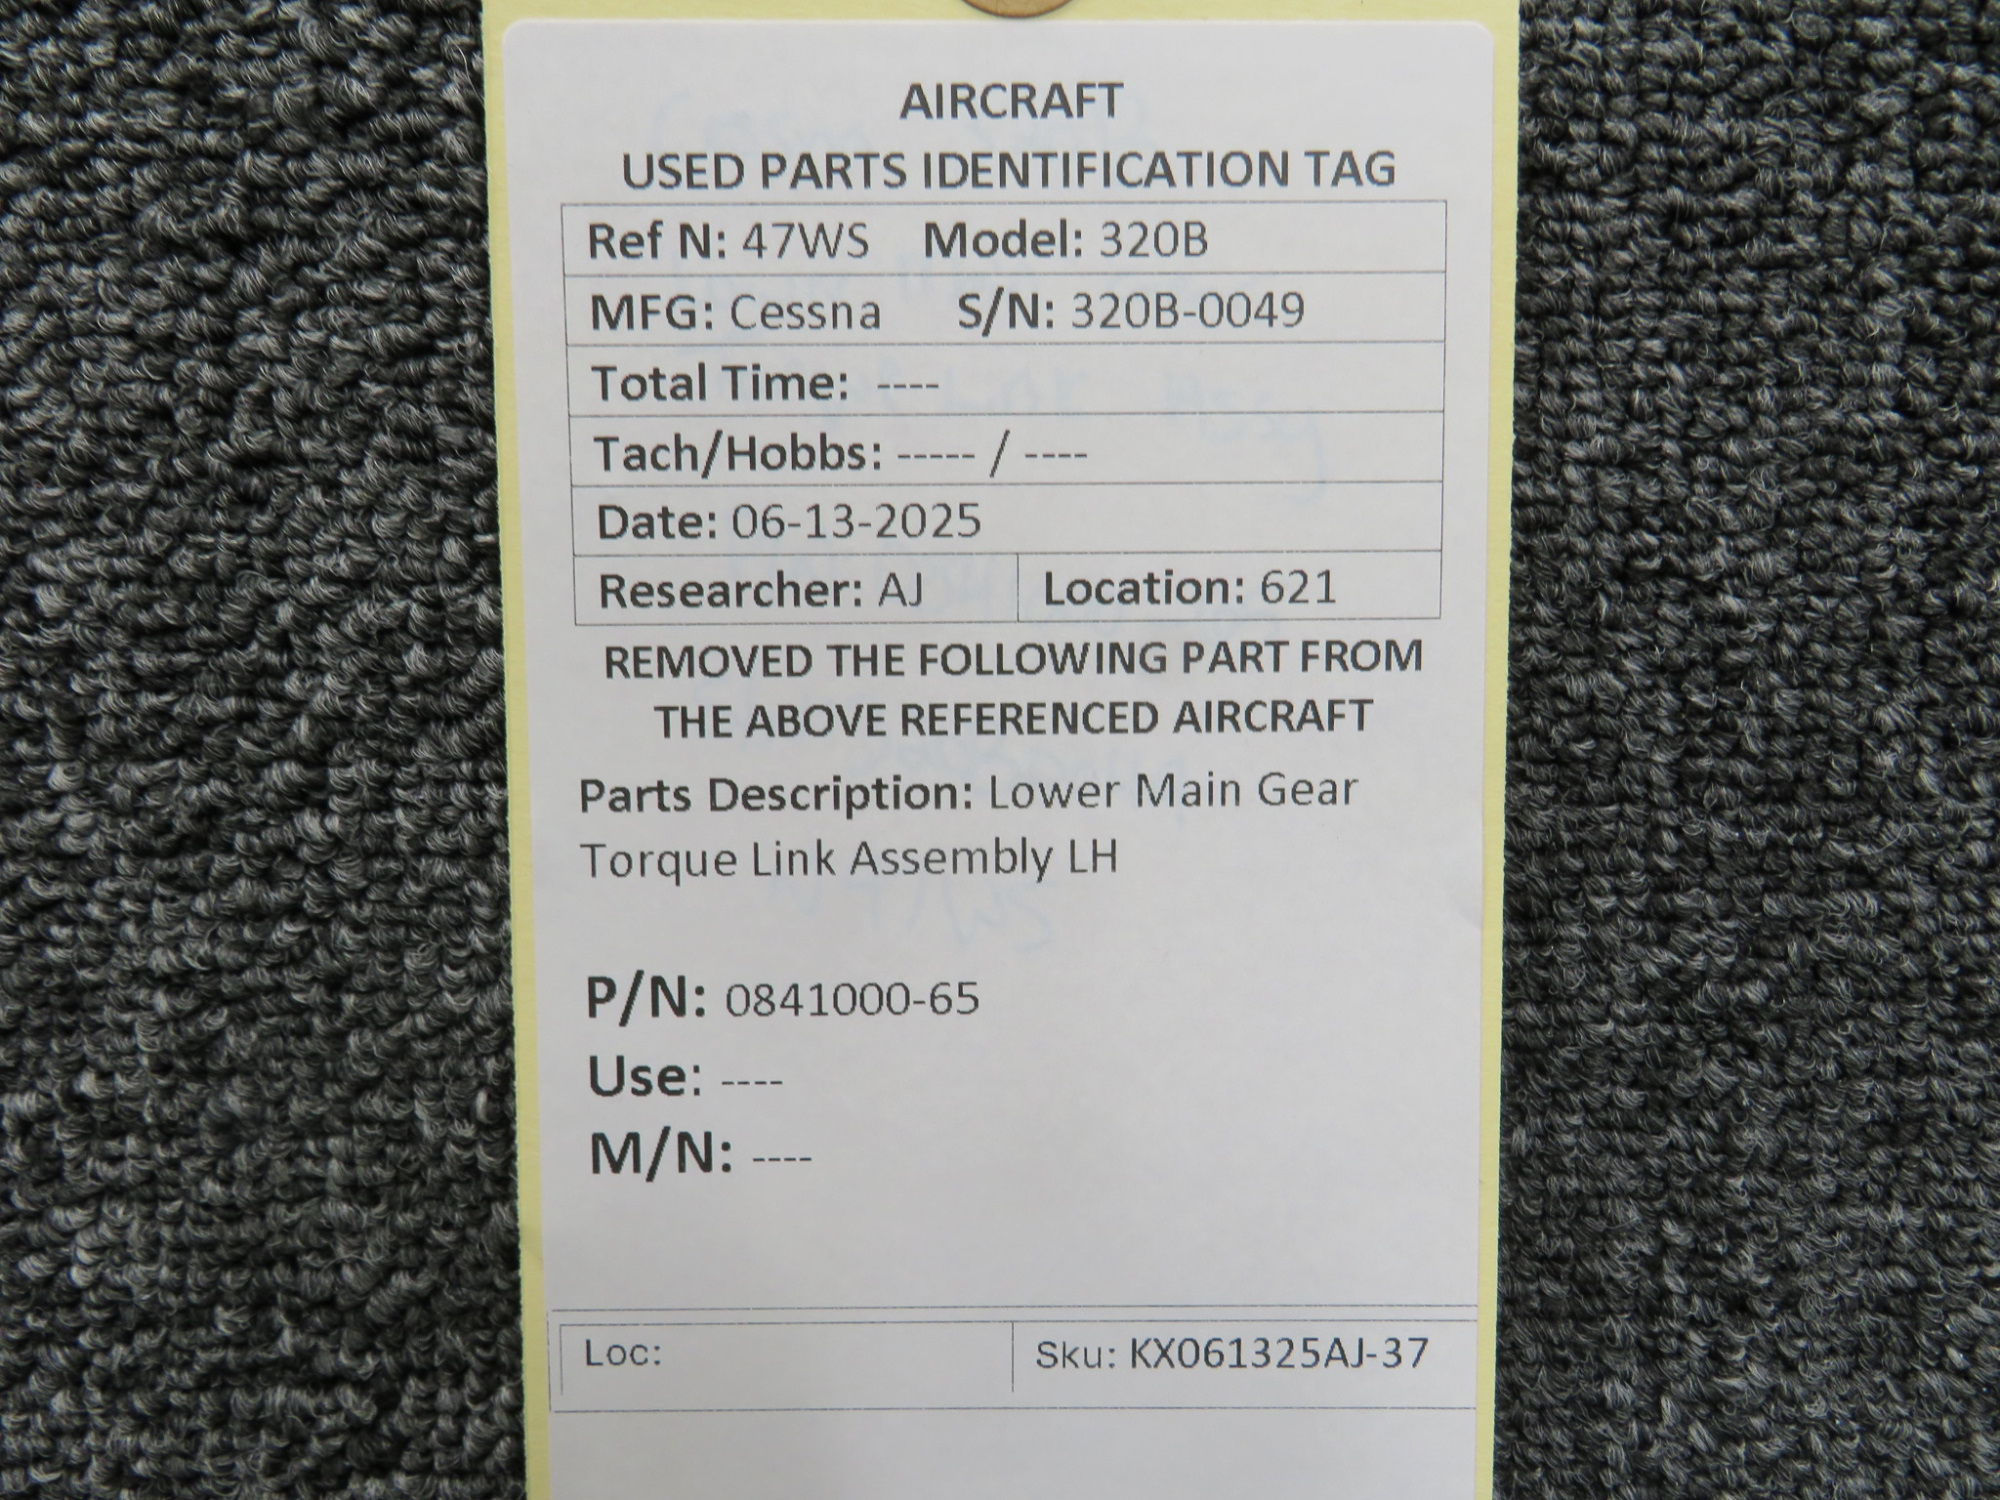 AIRCRAFT
USED PARTS IDENTIFICATION TAG
Ref N: 47WS Model: 320B
MFG: Cessna S/N: 320B-0049
Total Time: ----
Tach/Hobbs: ----- / ----
Date: 06-13-2025
Researcher: AJ Location: 621
REMOVED THE FOLLOWING PART FROM
THE ABOVE REFERENCED AIRCRAFT
Parts Description: Lower Main Gear
Torque Link Assembly LH
P/N: 0841000-65
Use: ----
M/N: ----
Loc: Sku: KX061325AJ-37